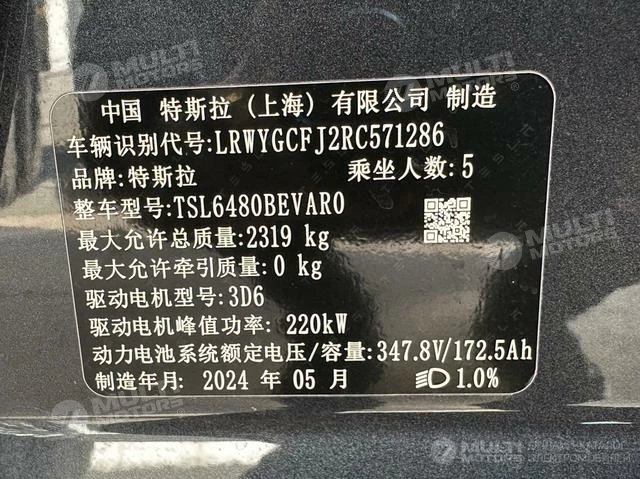 MULTI
MOTORS
中国 特斯拉(上海)有限公司 制造
车辆识别代号:LRWYGCFJ2RC571286
品牌:特斯拉 乘坐人数:5
整车型号:TSL6480BEVAR0
最大允许总质量:2319 kg
最大允许牵引质量:0 kg
驱动电机型号:3D6
驱动电机峰值功率: 220kW
动力电池系统额定电压/容量:347.8V/172.5Ah
制造年月: 2024 年 05 月 1.0%
MULTI
MOTORS